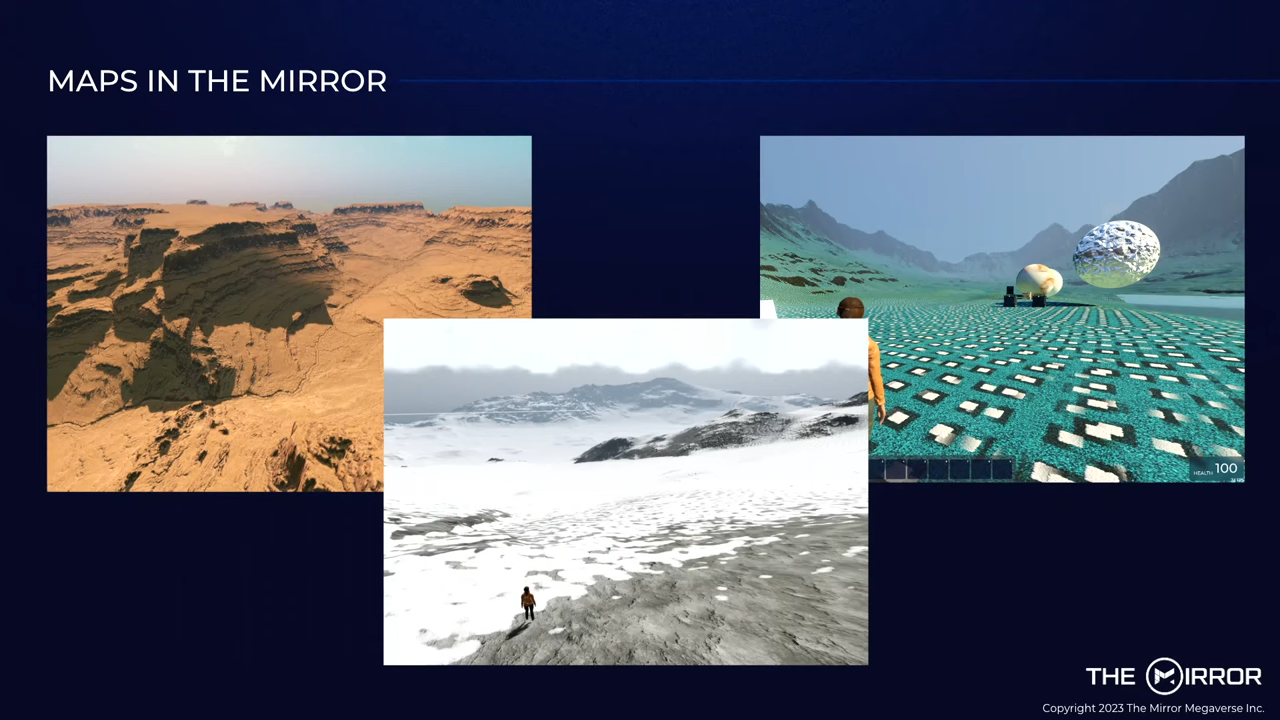 MAPS IN THE MIRROR
HEALTH 100
THE MIRROR
Copyright 2023 The Mirror Megaverse Inc.